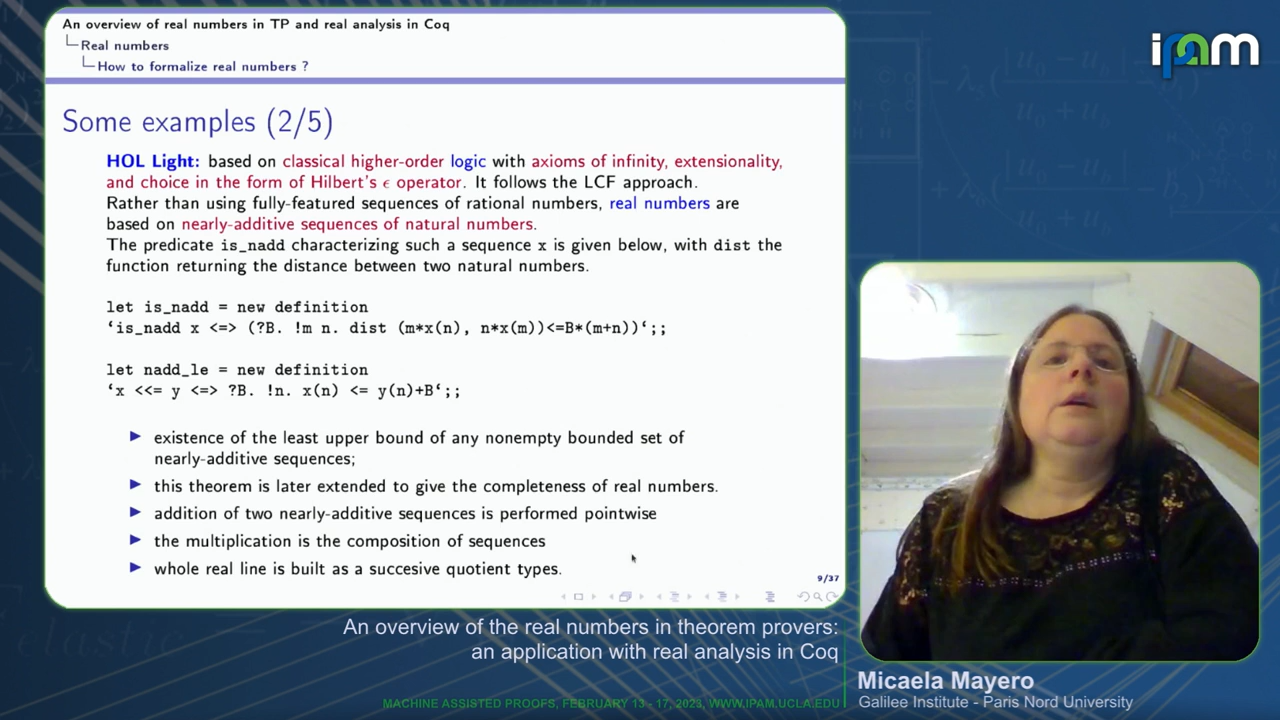 An overview of real numbers in TP and real analysis in Coq
Real numbers
How to formalize real numbers ?
Some examples (2/5)
HOL Light: based on classical higher-order logic with axioms of infinity, extensionality,
and choice in the form of Hilbert's ϵ operator. It follows the LCF approach.
Rather than using fully-featured sequences of rational numbers, real numbers are
based on nearly-additive sequences of natural numbers.
The predicate is_nadd characterizing such a sequence x is given below, with dist the
function returning the distance between two natural numbers.
let is_nadd = new definition
‘is_nadd x <=> (?B. !m n. dist (m*x(n), n*x(m))<=B*(m+n))‘;;
let nadd_le = new definition
‘x <<= y <=> ?B. !n. x(n) <= y(n)+B‘;;
▶ existence of the least upper bound of any nonempty bounded set of
nearly-additive sequences;
▶ this theorem is later extended to give the completeness of real numbers.
▶ addition of two nearly-additive sequences is performed pointwise
▶ the multiplication is the composition of sequences
▶ whole real line is built as a succesive quotient types.
9/37
ipam
An overview of the real numbers in theorem provers:
an application with real analysis in Coq
Micaela Mayero
Galilee Institute - Paris Nord University
MACHINE ASSISTED PROOFS, FEBRUARY 13 - 17, 2023, WWW.IPAM.UCLA.EDU